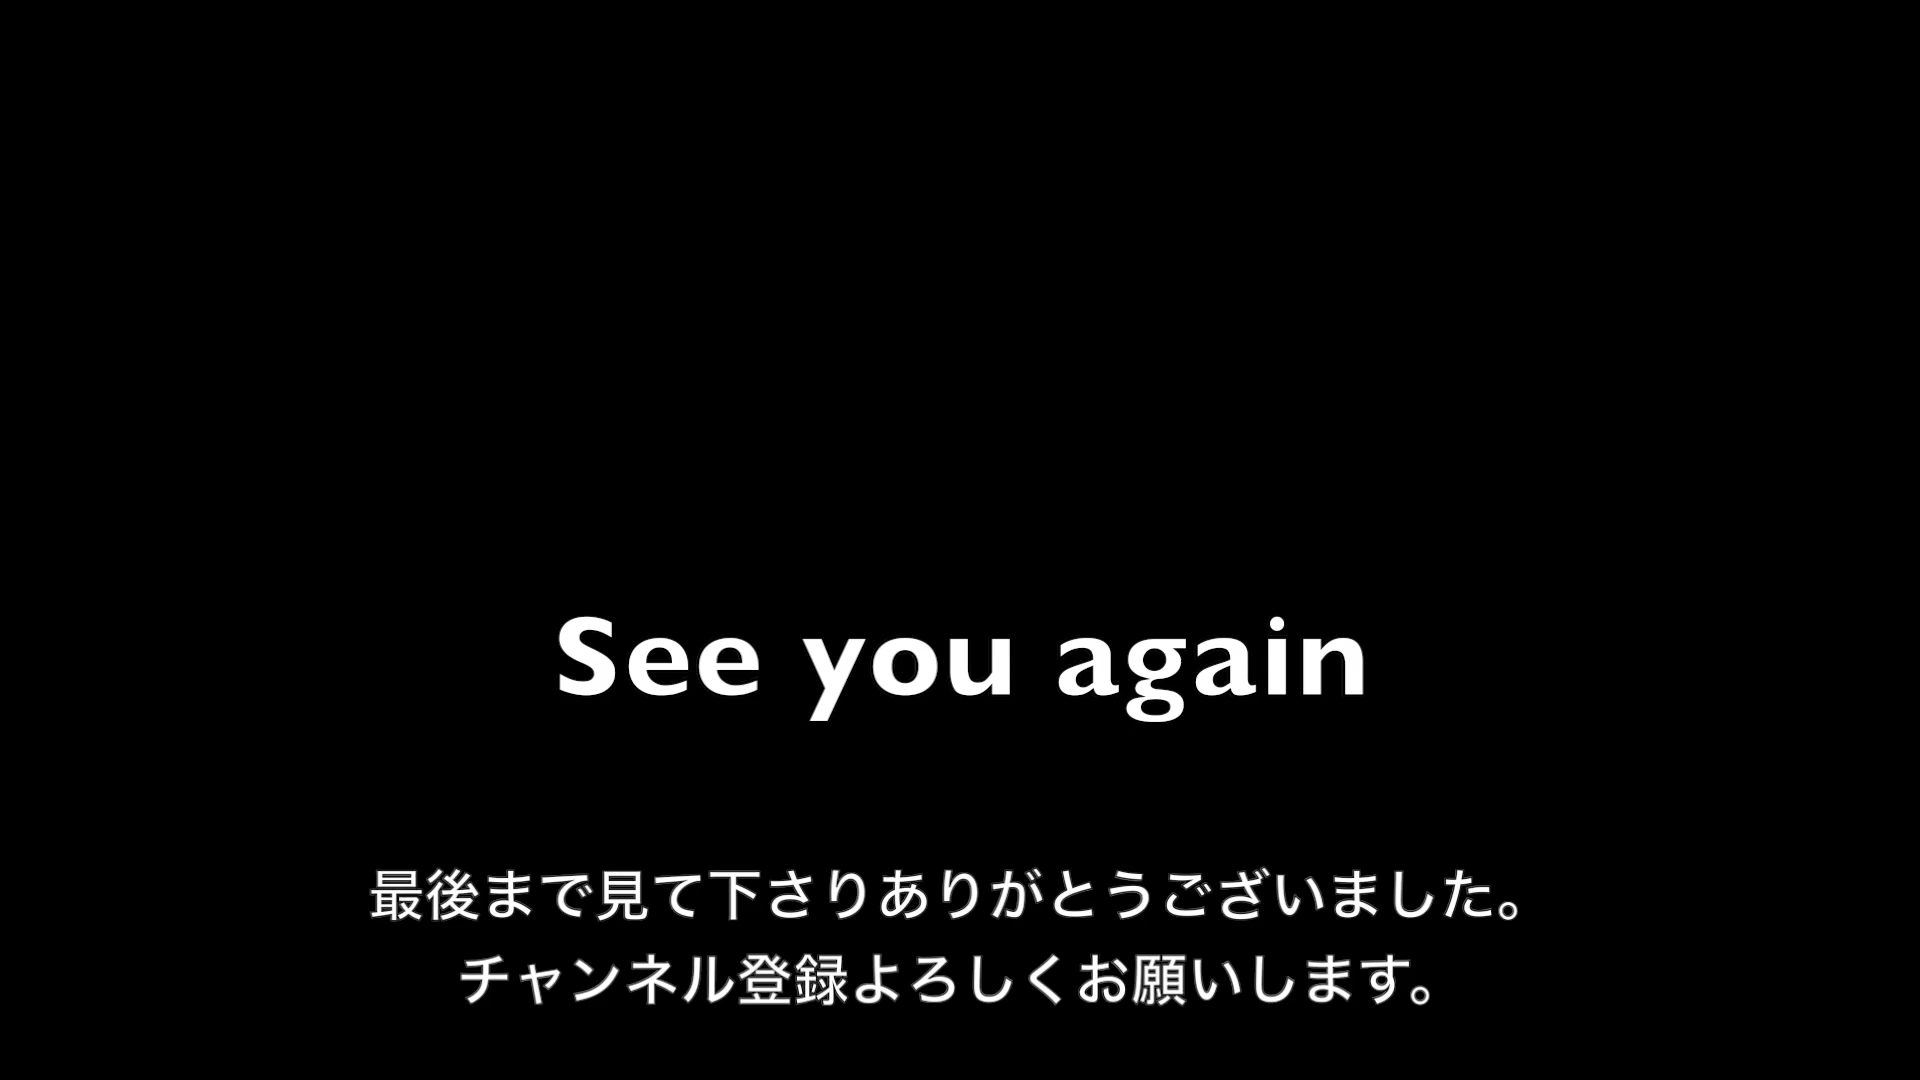 See you again
最後まで見て下さりありがとうございました。
チャンネル登録よろしくお願いします。